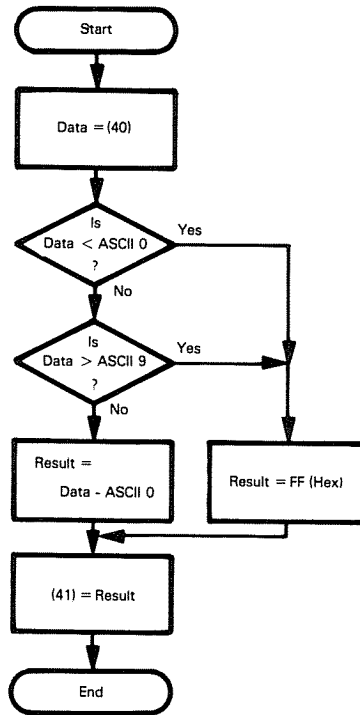 Start
Data = (40)
Is
Data < ASCII 0
?
Yes
No
Is
Data > ASCII 9
?
Yes
No
Result =
Data - ASCII 0
Result = FF (Hex)
(41) = Result
End